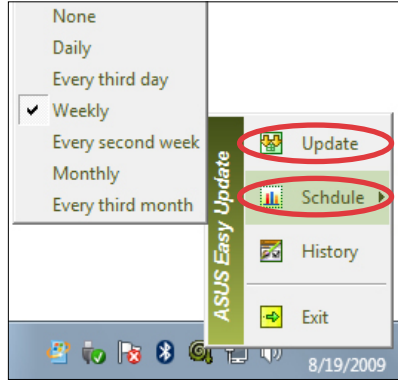 None
Daily
Every third day
Weekly
Every second week
Monthly
Every third month
ASUS Easy Update
Update
Schdule
History
Exit
8/19/2009